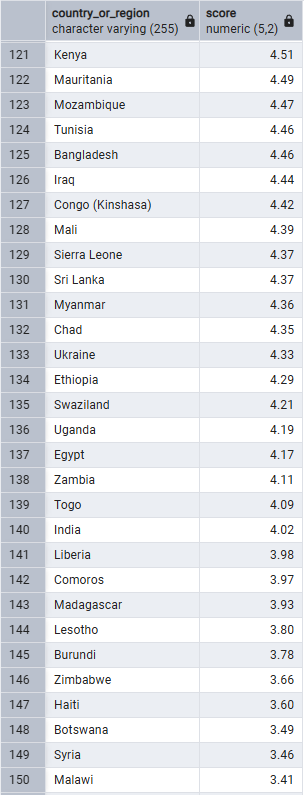 country_or_region score
character varying (255) numeric (5,2)
121 Kenya 4.51
122 Mauritania 4.49
123 Mozambique 4.47
124 Tunisia 4.46
125 Bangladesh 4.46
126 Iraq 4.44
127 Congo (Kinshasa) 4.42
128 Mali 4.39
129 Sierra Leone 4.37
130 Sri Lanka 4.37
131 Myanmar 4.36
132 Chad 4.35
133 Ukraine 4.33
134 Ethiopia 4.29
135 Swaziland 4.21
136 Uganda 4.19
137 Egypt 4.17
138 Zambia 4.11
139 Togo 4.09
140 India 4.02
141 Liberia 3.98
142 Comoros 3.97
143 Madagascar 3.93
144 Lesotho 3.80
145 Burundi 3.78
146 Zimbabwe 3.66
147 Haiti 3.60
148 Botswana 3.49
149 Syria 3.46
150 Malawi 3.41